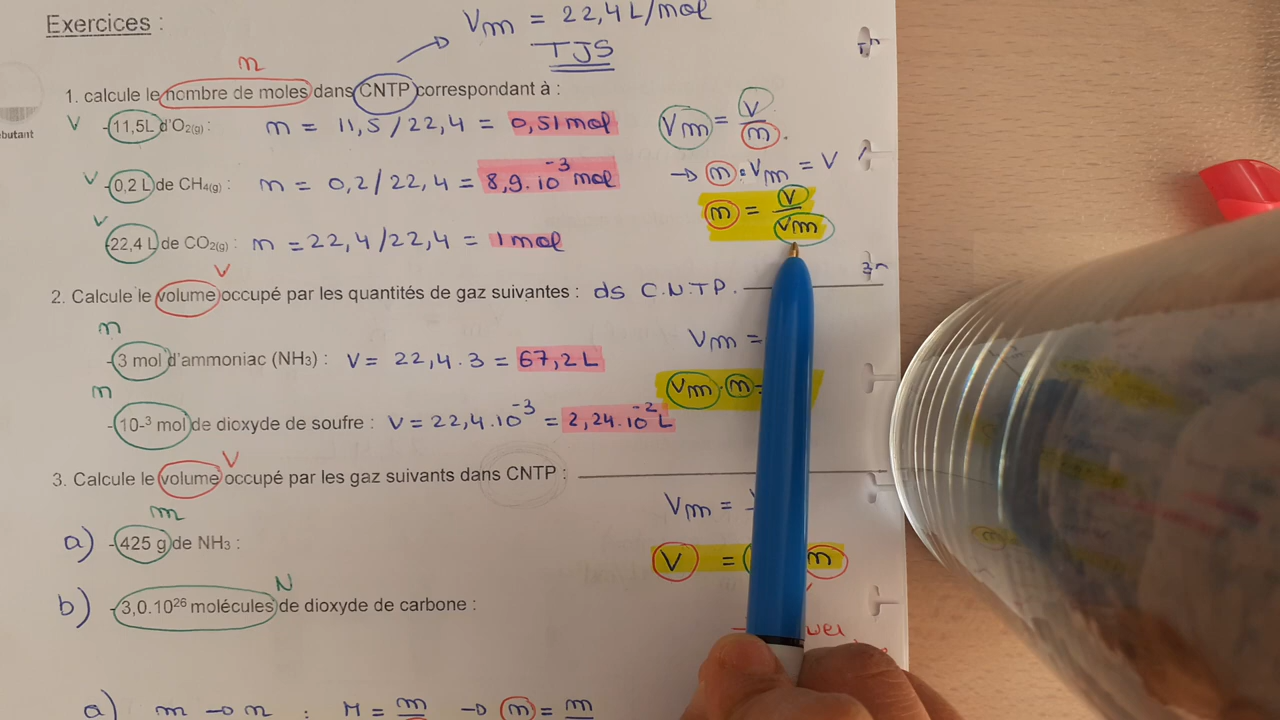 Vm = 22,4 L/mol
TJS
Exercices :
n
1. calcule le nombre de moles dans CNTP correspondant à :
V - 11,5L d'O2(g) : n = 11,5 / 22,4 = 0,51 mol
Vm = V/n.
V - 0,2 L de CH4(g) : n = 0,2 / 22,4 = 8,9.10⁻³ mol
→ n.Vm = V
n = V/Vm
V - 22,4 L de CO2(g) : n = 22,4 / 22,4 = 1 mol
V
2. Calcule le volume occupé par les quantités de gaz suivantes : ds C.N.T.P.
n
- 3 mol d'ammoniac (NH3) : V = 22,4 . 3 = 67,2 L
Vm =
n
Vm . n =
- 10-³ mol de dioxyde de soufre : V = 22,4.10⁻³ = 2,24.10⁻² L
V
3. Calcule le volume occupé par les gaz suivants dans CNTP :
Vm =
m
a) - 425 g de NH3 :
V = n
N
b) - 3,0.10²⁶ molécules de dioxyde de carbone :
a) m → n : M = m → n = m
butant